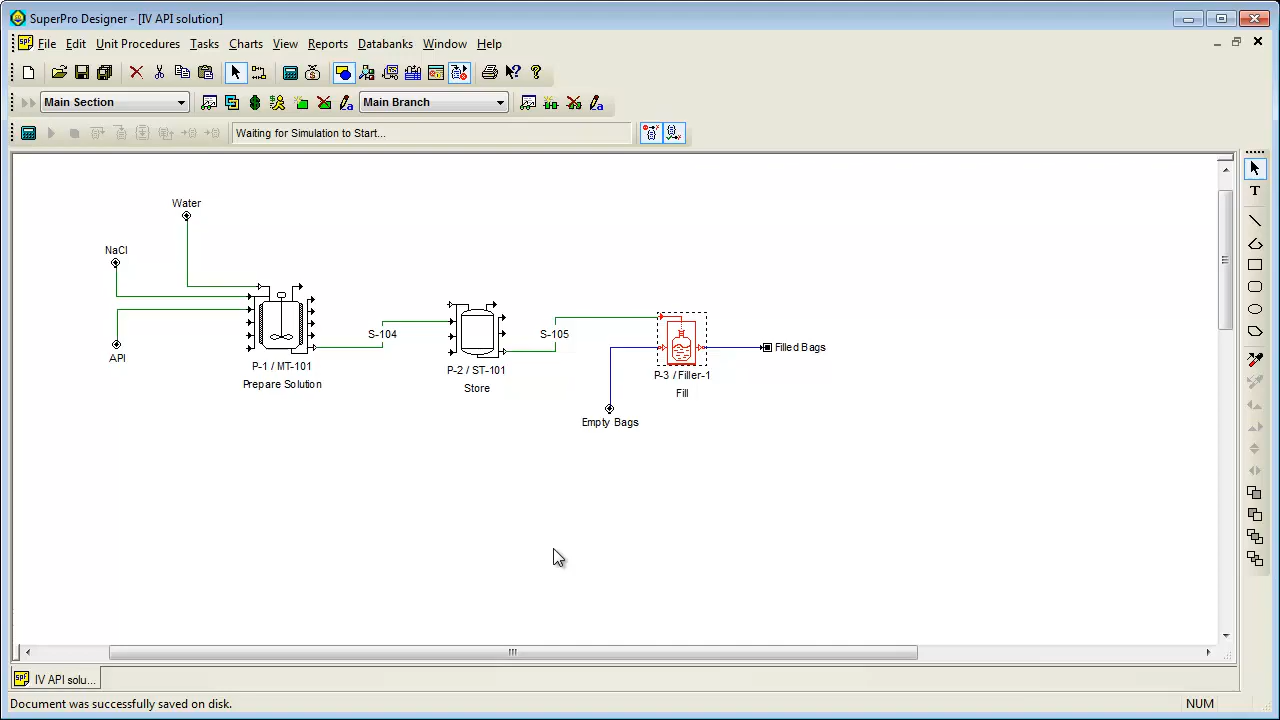 SuperPro Designer - [IV API solution]
File Edit Unit Procedures Tasks Charts View Reports Databanks Window Help
Main Section Main Branch
Waiting for Simulation to Start...
Water
NaCl
API
P-1 / MT-101
Prepare Solution
S-104
P-2 / ST-101
Store
S-105
P-3 / Filler-1
Fill
Empty Bags
Filled Bags
T
IV API solu...
Document was successfully saved on disk.
NUM